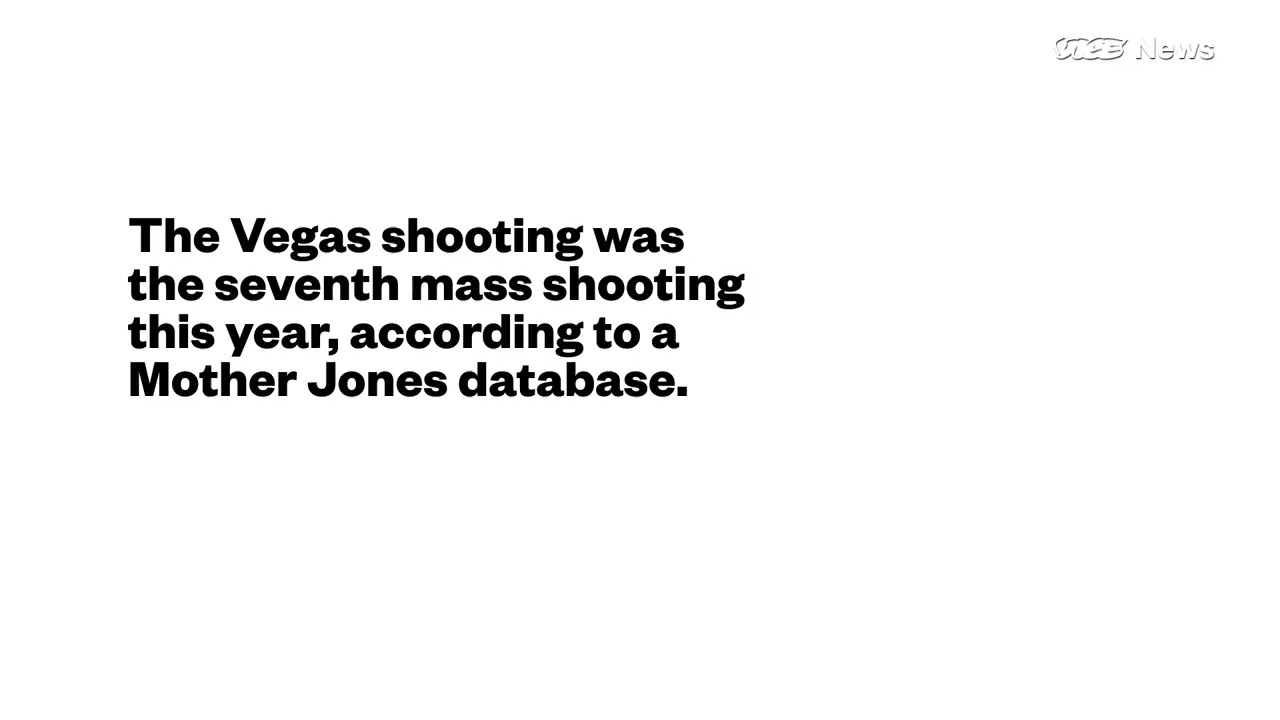 VICE News
The Vegas shooting was
the seventh mass shooting
this year, according to a
Mother Jones database.